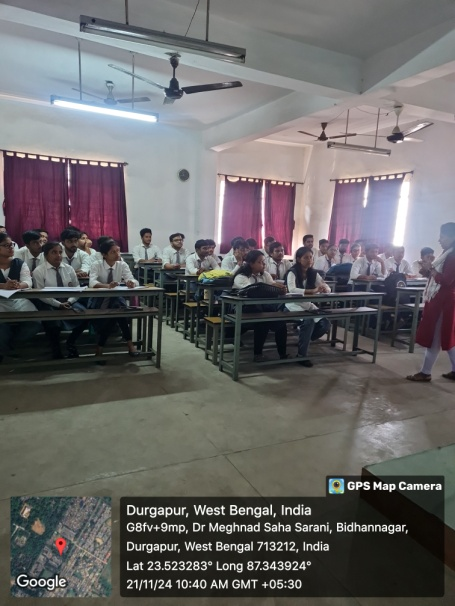 GPS Map Camera
Durgapur, West Bengal, India
G8fv+9mp, Dr Meghnad Saha Sarani, Bidhannagar,
Durgapur, West Bengal 713212, India
Lat 23.523283° Long 87.343924°
21/11/24 10:40 AM GMT +05:30
Google